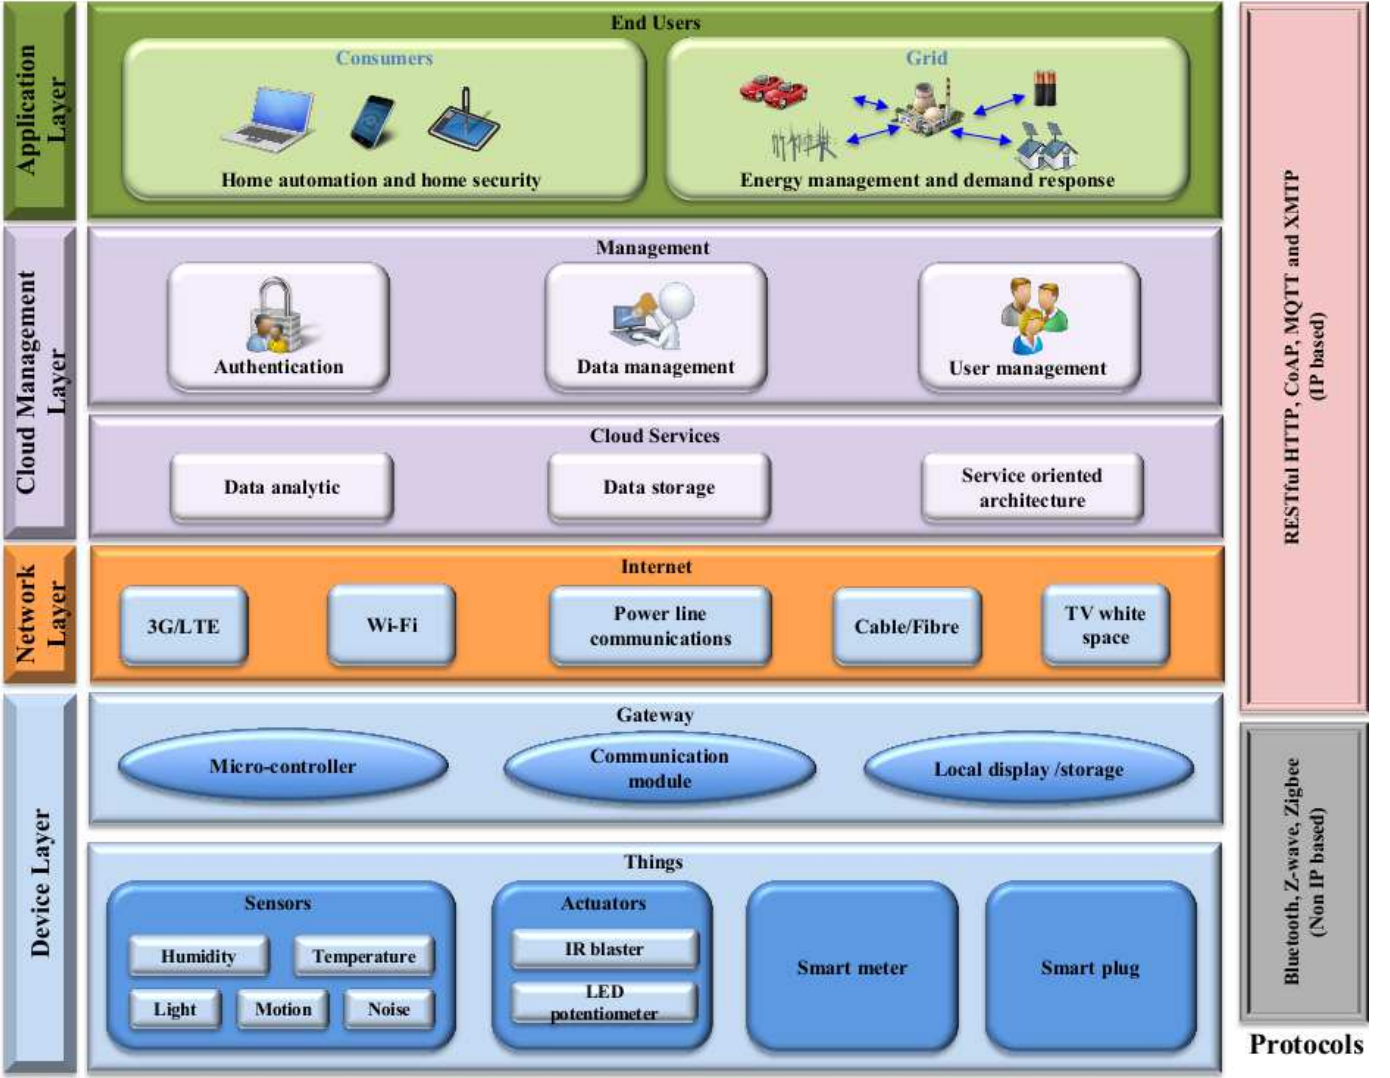 Application
Layer
End Users
Consumers
Home automation and home security
Grid
Energy management and demand response
Cloud Management
Layer
Management
Authentication
Data management
User management
Cloud Services
Data analytic
Data storage
Service oriented
architecture
Network
Layer
Internet
3G/LTE
Wi-Fi
Power line
communications
Cable/Fibre
TV white
space
Device Layer
Gateway
Micro-controller
Communication
module
Local display /storage
Things
Sensors
Humidity
Temperature
Light
Motion
Noise
Actuators
IR blaster
LED
potentiometer
Smart meter
Smart plug
RESTful HTTP, CoAP, MQTT and XMTP
(IP based)
Bluetooth, Z-wave, Zigbee
(Non IP based)
Protocols